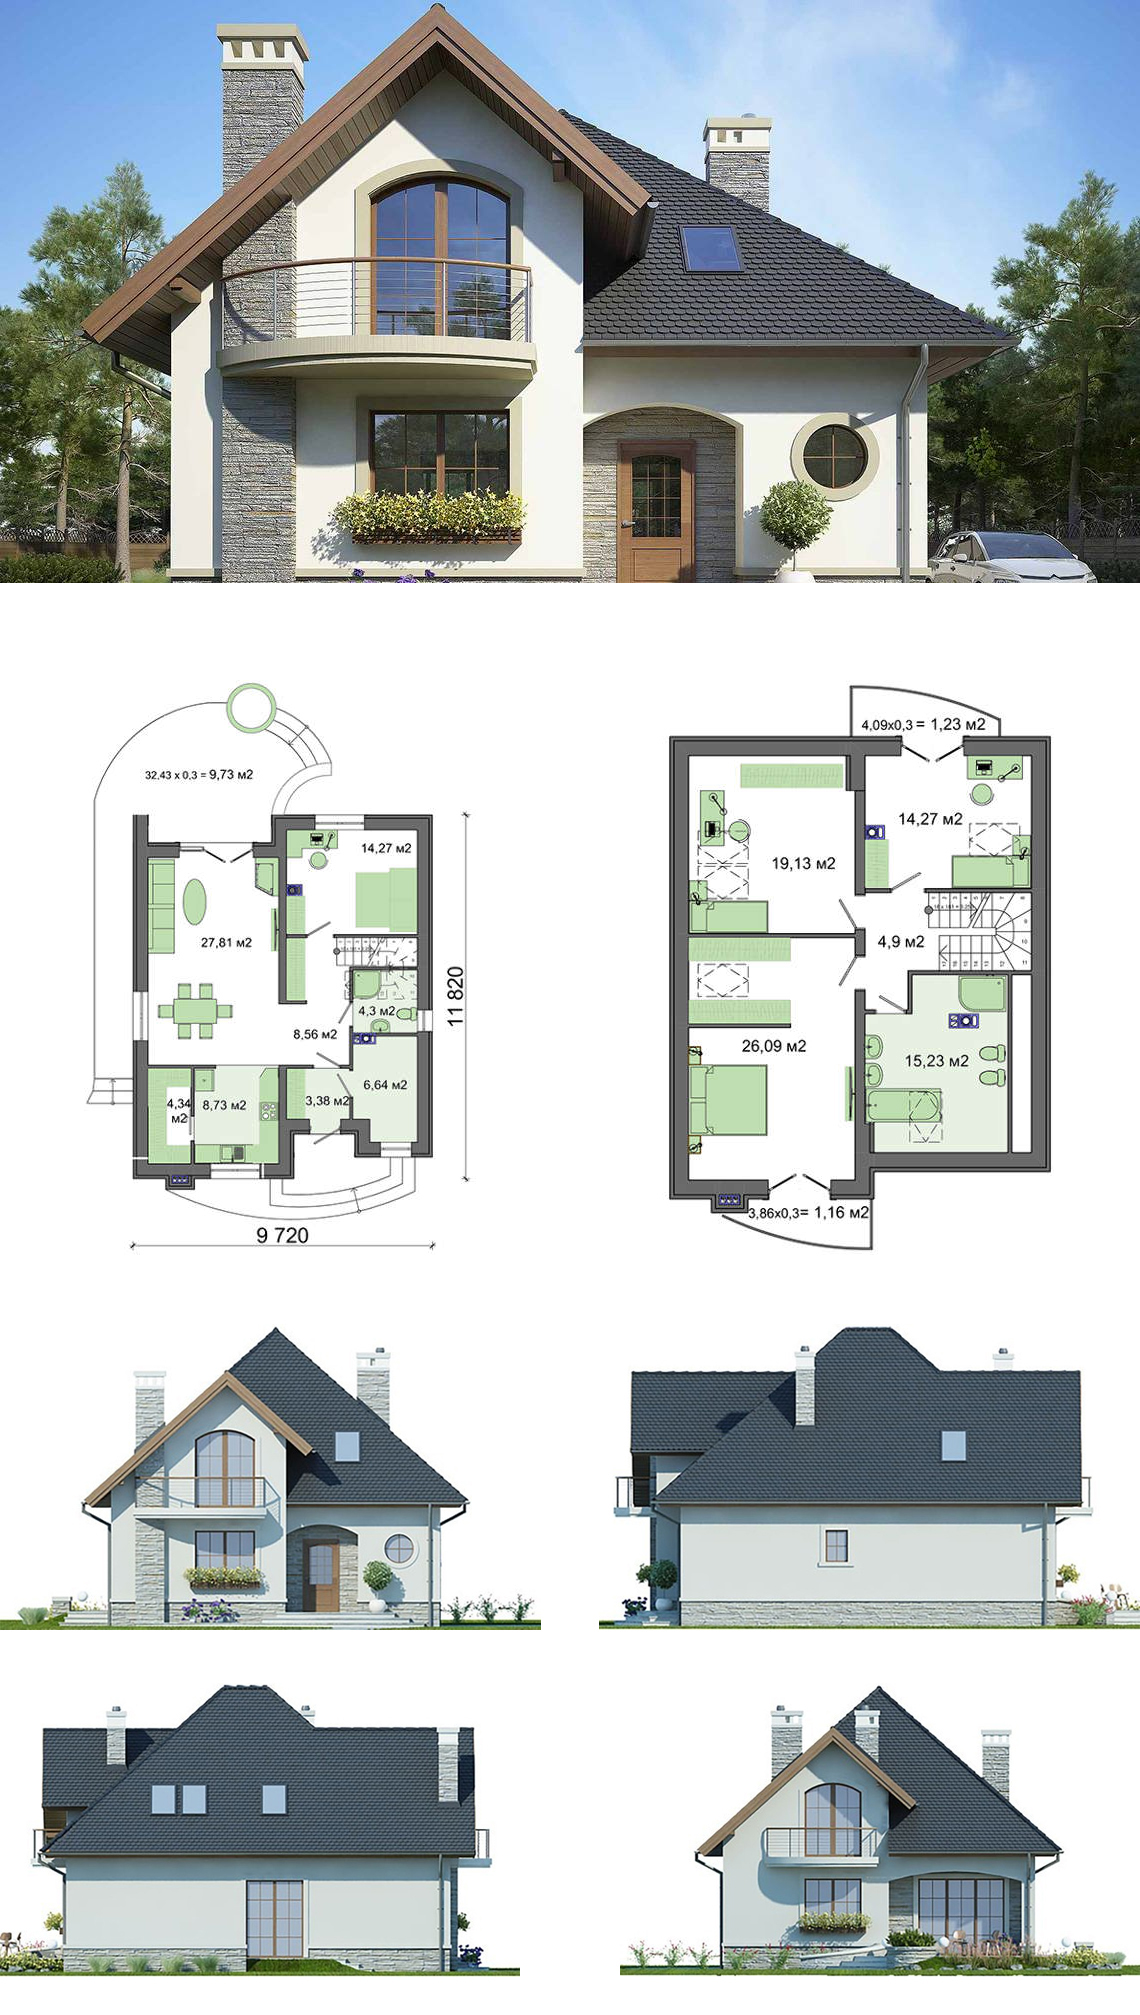 32,43 x 0,3 = 9,73 м2
14,27 м2
27,81 м2
4,3 м2
8,56 м2
6,64 м2
4,34
м2
8,73 м2
3,38 м2
11 820
9 720
4,09x0,3 = 1,23 м2
14,27 м2
19,13 м2
4,9 м2
26,09 м2
15,23 м2
3,86x0,3= 1,16 м2